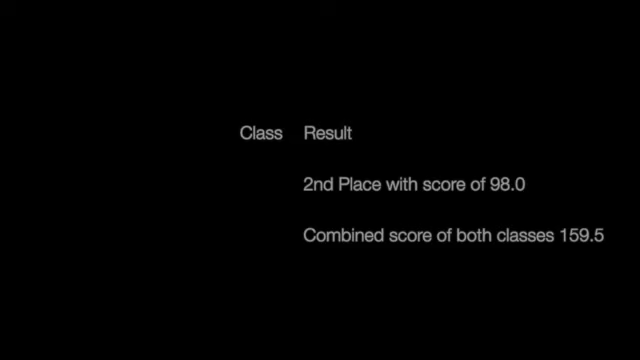 Class Result
2nd Place with score of 98.0
Combined score of both classes 159.5